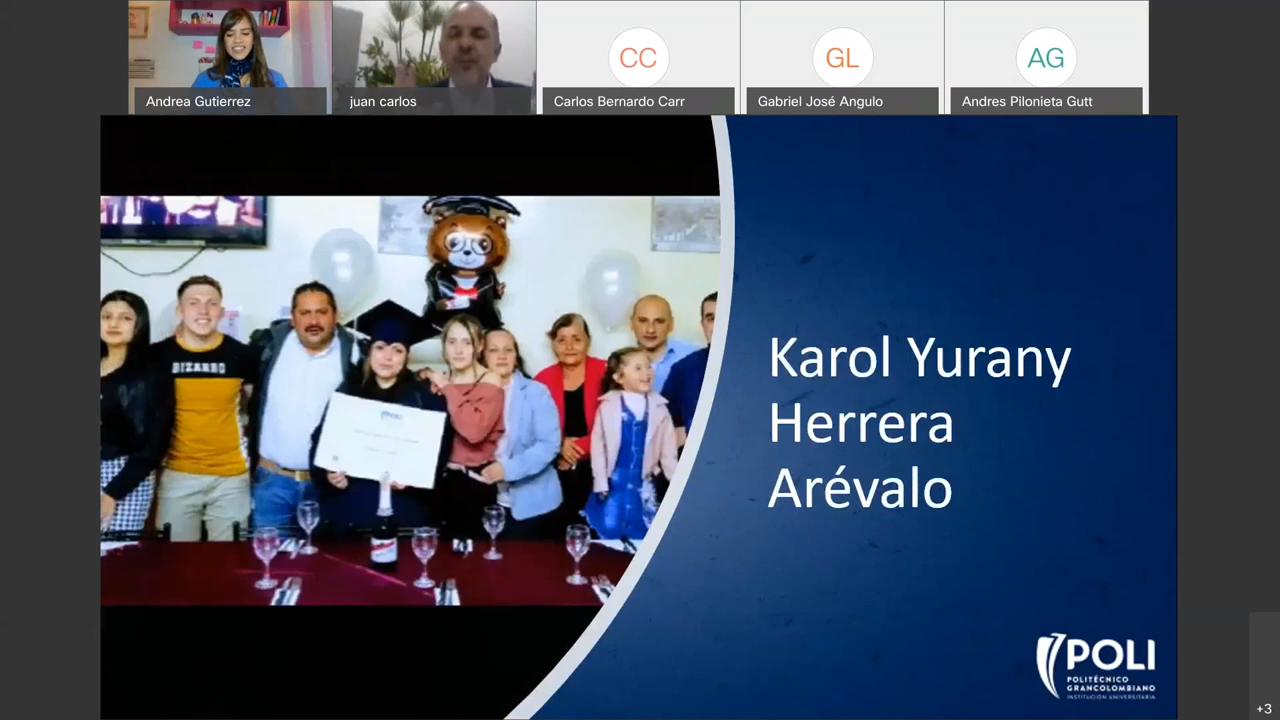 Andrea Gutierrez
juan carlos
CC
Carlos Bernardo Carr
GL
Gabriel José Angulo
AG
Andres Pilonieta Gutt
BIZARRO
POLI
Karol Yurany
Herrera
Arévalo
POLI
POLITÉCNICO
GRANCOLOMBIANO
INSTITUCIÓN UNIVERSITARIA
+3